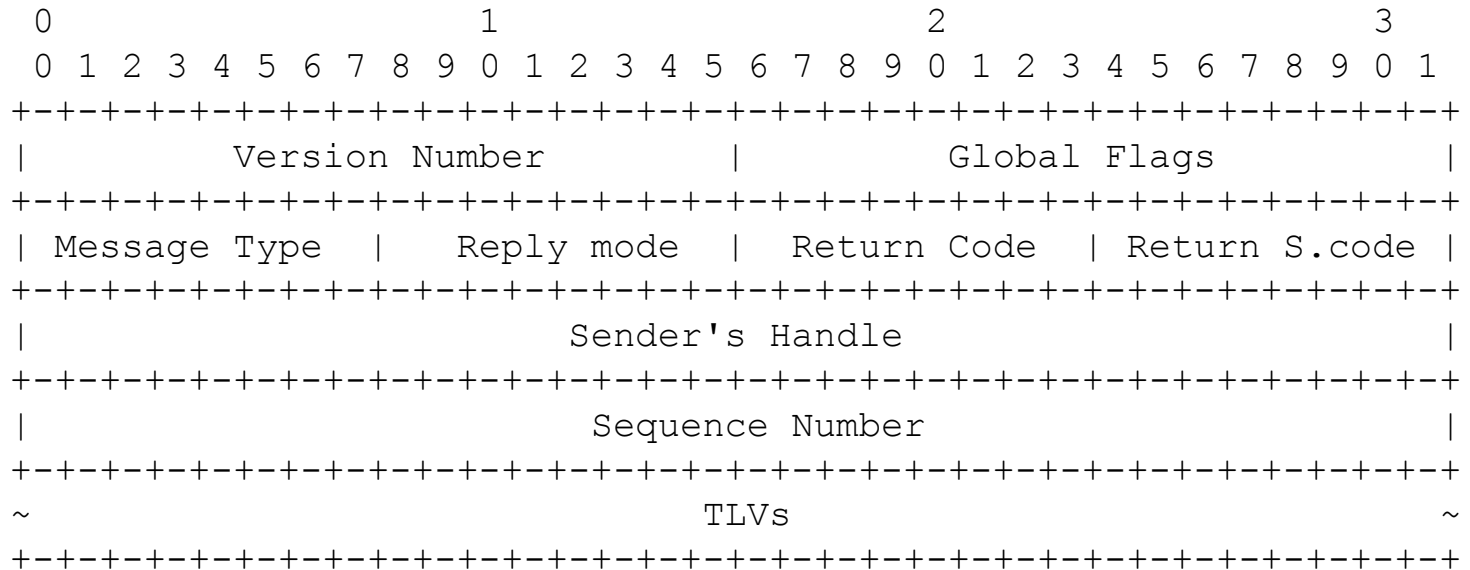 0                   1                   2                   3
 0 1 2 3 4 5 6 7 8 9 0 1 2 3 4 5 6 7 8 9 0 1 2 3 4 5 6 7 8 9 0 1
+-+-+-+-+-+-+-+-+-+-+-+-+-+-+-+-+-+-+-+-+-+-+-+-+-+-+-+-+-+-+-+-+
|         Version Number        |         Global Flags          |
+-+-+-+-+-+-+-+-+-+-+-+-+-+-+-+-+-+-+-+-+-+-+-+-+-+-+-+-+-+-+-+-+
| Message Type  |   Reply mode  |  Return Code  | Return S.code |
+-+-+-+-+-+-+-+-+-+-+-+-+-+-+-+-+-+-+-+-+-+-+-+-+-+-+-+-+-+-+-+-+
|                        Sender's Handle                        |
+-+-+-+-+-+-+-+-+-+-+-+-+-+-+-+-+-+-+-+-+-+-+-+-+-+-+-+-+-+-+-+-+
|                         Sequence Number                       |
+-+-+-+-+-+-+-+-+-+-+-+-+-+-+-+-+-+-+-+-+-+-+-+-+-+-+-+-+-+-+-+-+
~                              TLVs                             ~
+-+-+-+-+-+-+-+-+-+-+-+-+-+-+-+-+-+-+-+-+-+-+-+-+-+-+-+-+-+-+-+-+